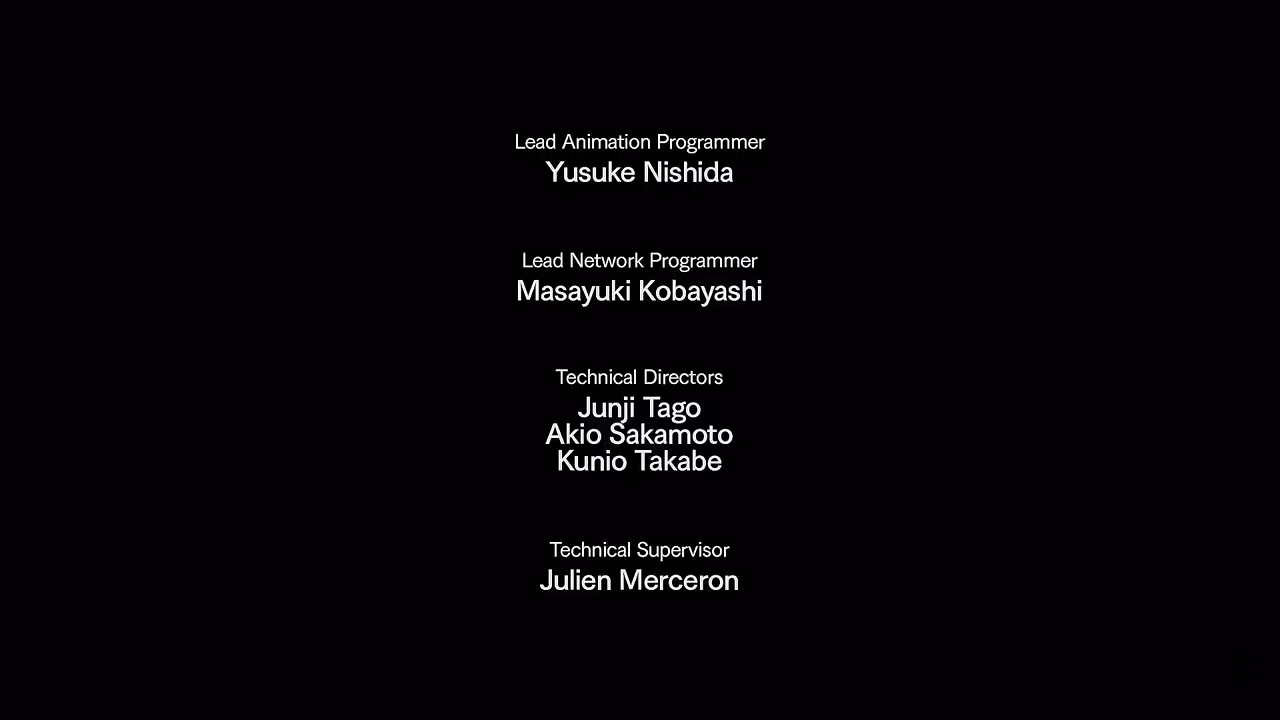 Lead Animation Programmer
Yusuke Nishida
Lead Network Programmer
Masayuki Kobayashi
Technical Directors
Junji Tago
Akio Sakamoto
Kunio Takabe
Technical Supervisor
Julien Merceron